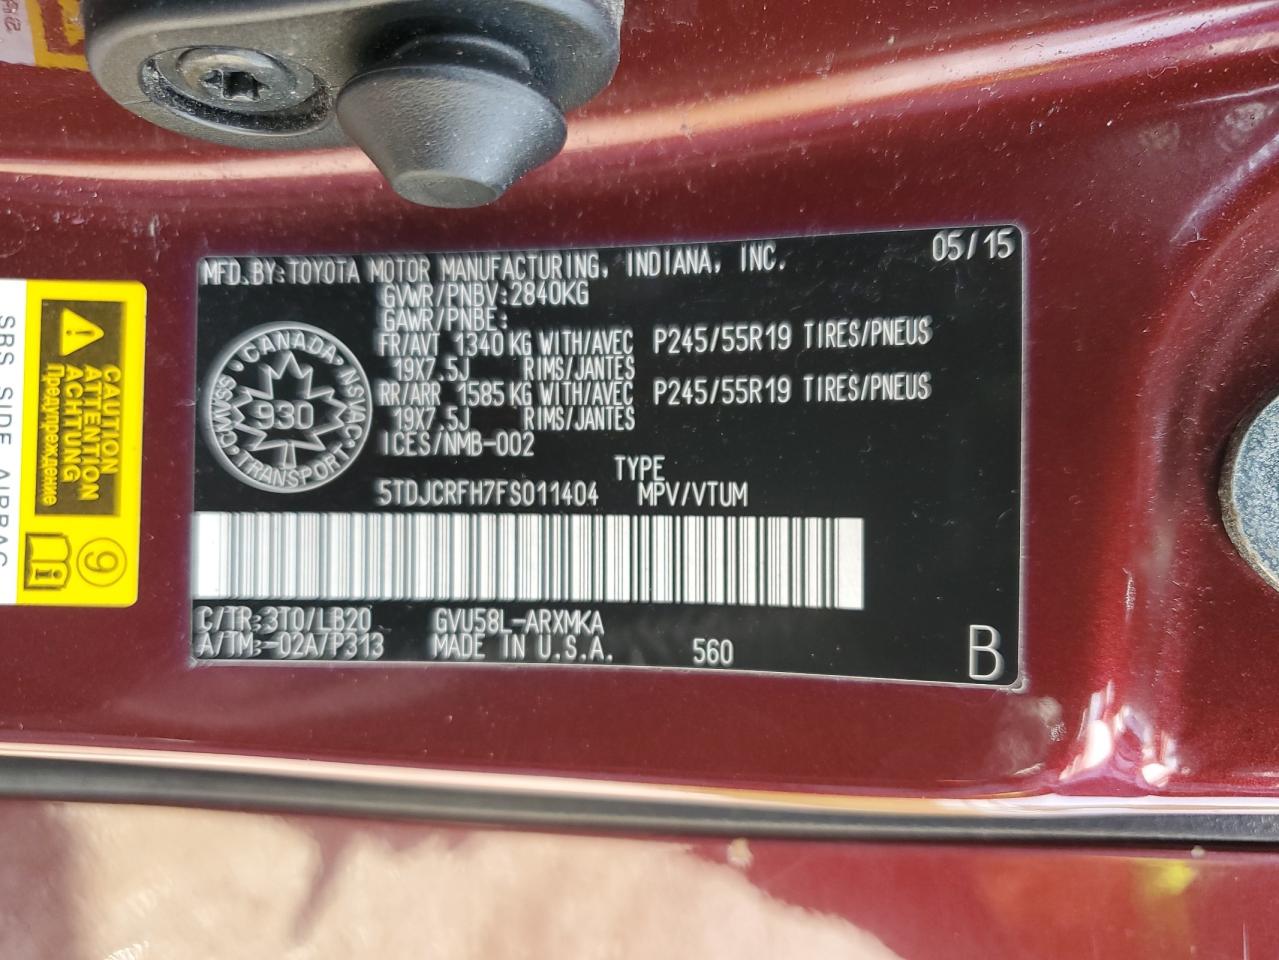 MFD.BY:TOYOTA MOTOR MANUFACTURING, INDIANA, INC. 05/15
GVWR/PNBV:2840KG
GAWR/PNBE:
FR/AVT 1340 KG WITH/AVEC P245/55R19 TIRES/PNEUS
19X7.5J RIMS/JANTES
RR/ARR 1585 KG WITH/AVEC P245/55R19 TIRES/PNEUS
19X7.5J RIMS/JANTES
ICES/NMB-002
CANADA
NSVAC
TRANSPORT
CMVSS
930
TYPE
5TDJCRFH7FS011404 MPV/VTUM
C/TR:3T0/LB20 GVU58L-ARXMKA
A/TM:-02A/P313 MADE IN U.S.A. 560
B
CAUTION
ATTENTION
ACHTUNG
Предупреждение
SRS SIDE AIRBAG